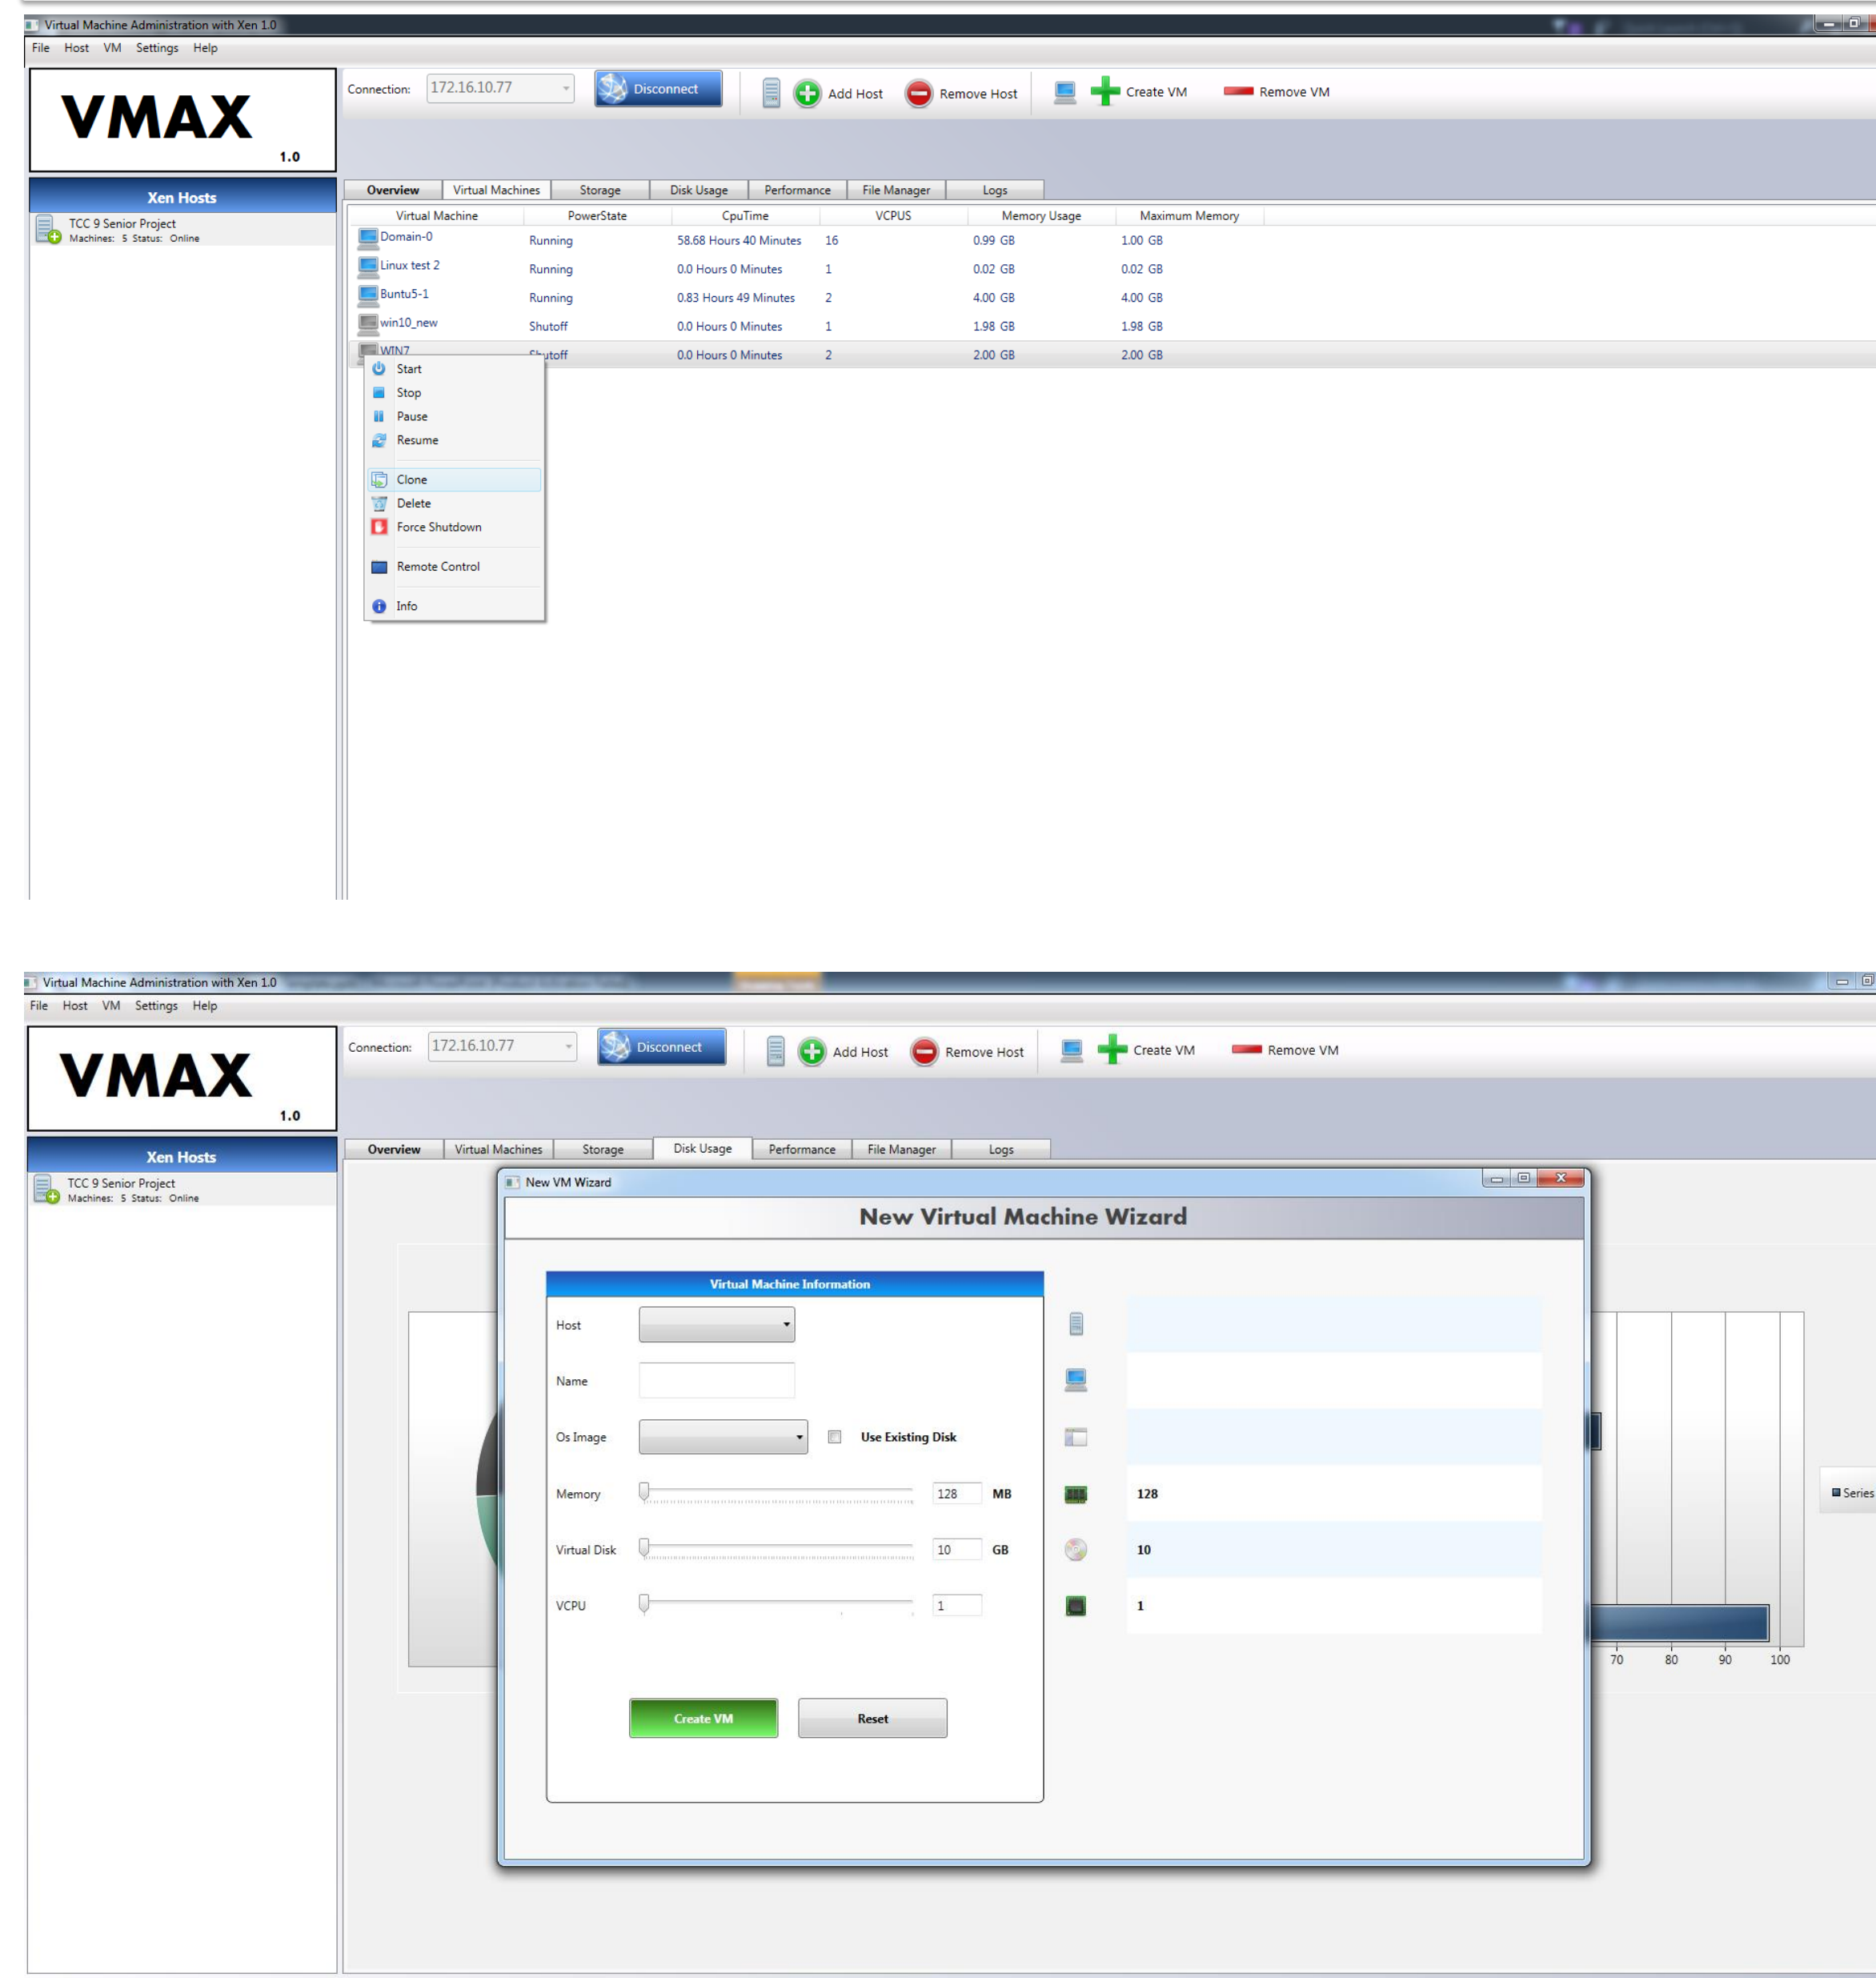 Virtual Machine Administration with Xen 1.0
File Host VM Settings Help
VMAX
1.0
Connection: 172.16.10.77 Disconnect Add Host Remove Host Create VM Remove VM
Xen Hosts
TCC 9 Senior Project
Machines: 5 Status: Online
Overview Virtual Machines Storage Disk Usage Performance File Manager Logs
Virtual Machine PowerState CpuTime VCPUS Memory Usage Maximum Memory
Domain-0 Running 58.68 Hours 40 Minutes 16 0.99 GB 1.00 GB
Linux test 2 Running 0.0 Hours 0 Minutes 1 0.02 GB 0.02 GB
Buntu5-1 Running 0.83 Hours 49 Minutes 2 4.00 GB 4.00 GB
win10_new Shutoff 0.0 Hours 0 Minutes 1 1.98 GB 1.98 GB
WIN7 Shutoff 0.0 Hours 0 Minutes 2 2.00 GB 2.00 GB
Start
Stop
Pause
Resume
Clone
Delete
Force Shutdown
Remote Control
Info
Virtual Machine Administration with Xen 1.0
File Host VM Settings Help
VMAX
1.0
Connection: 172.16.10.77 Disconnect Add Host Remove Host Create VM Remove VM
Xen Hosts
TCC 9 Senior Project
Machines: 5 Status: Online
Overview Virtual Machines Storage Disk Usage Performance File Manager Logs
New VM Wizard
New Virtual Machine Wizard
Virtual Machine Information
Host
Name
Os Image Use Existing Disk
Memory 128 MB 128
Virtual Disk 10 GB 10
VCPU 1 1
Create VM Reset
Series
70 80 90 100